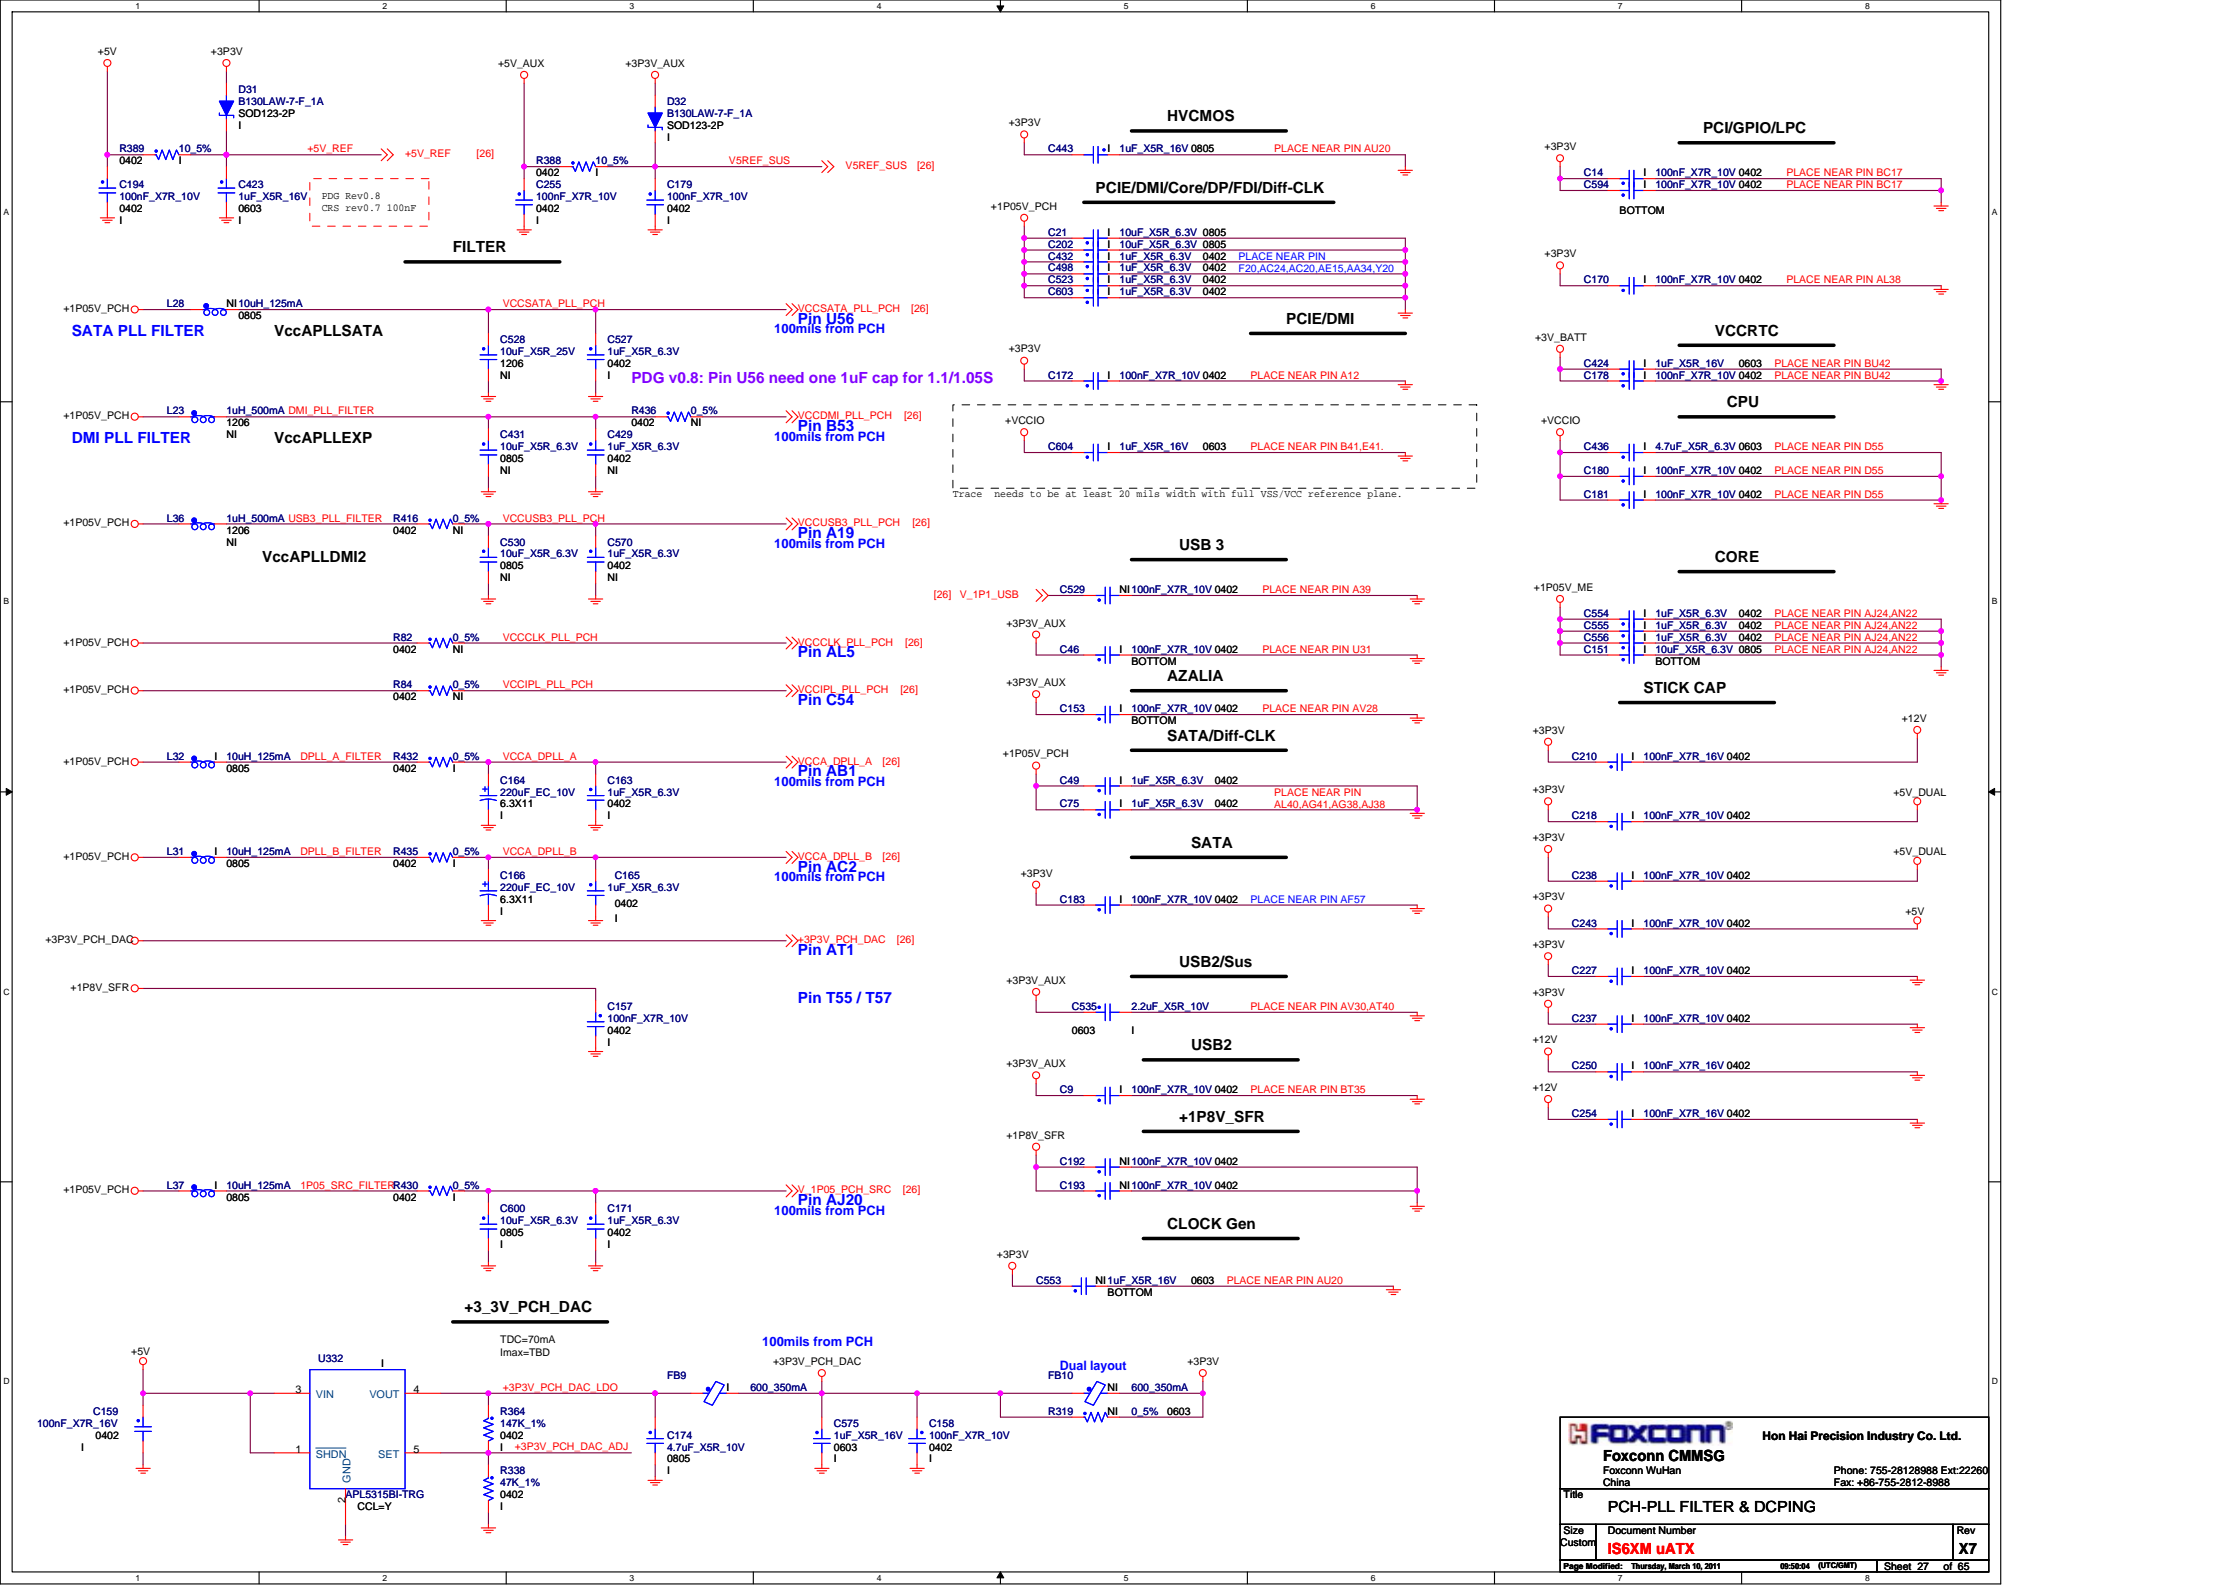 1 2 3 4 5 6 7 8
+5V
+3P3V
D31
B130LAW-7-F_1A
SOD123-2P
I
R389 10_5%
0402 I
+5V_REF +5V_REF [26]
C194
100nF_X7R_10V
0402
I
C423
1uF_X5R_16V
0603
I
PDG Rev0.8
CRS rev0.7 100nF
+5V_AUX
+3P3V_AUX
D32
B130LAW-7-F_1A
SOD123-2P
I
R388 10_5%
0402 I
V5REF_SUS V5REF_SUS [26]
C255
100nF_X7R_10V
0402
I
C179
100nF_X7R_10V
0402
I
FILTER
+1P05V_PCH L28 NI 10uH_125mA VCCSATA_PLL_PCH VCCSATA_PLL_PCH [26]
0805
Pin U56
100mils from PCH
SATA PLL FILTER VccAPLLSATA
C528
10uF_X5R_25V
1206
NI
C527
1uF_X5R_6.3V
0402
I
PDG v0.8: Pin U56 need one 1uF cap for 1.1/1.05S
+1P05V_PCH L23 1uH_500mA DMI_PLL_FILTER R436 0_5% VCCDMI_PLL_PCH [26]
1206
NI
0402 NI
Pin B53
100mils from PCH
DMI PLL FILTER VccAPLLEXP
C431
10uF_X5R_6.3V
0805
NI
C429
1uF_X5R_6.3V
0402
NI
+1P05V_PCH L36 1uH_500mA USB3_PLL_FILTER R416 0_5% VCCUSB3_PLL_PCH VCCUSB3_PLL_PCH [26]
1206
NI
0402 NI
Pin A19
100mils from PCH
VccAPLLDMI2
C530
10uF_X5R_6.3V
0805
NI
C570
1uF_X5R_6.3V
0402
NI
+1P05V_PCH R82 0_5% VCCCLK_PLL_PCH VCCCLK_PLL_PCH [26]
0402 NI
Pin AL5
+1P05V_PCH R84 0_5% VCCIPL_PLL_PCH VCCIPL_PLL_PCH [26]
0402 NI
Pin C54
+1P05V_PCH L32 I 10uH_125mA DPLL_A_FILTER R432 0_5% VCCA_DPLL_A VCCA_DPLL_A [26]
0805 0402 I
Pin AB1
100mils from PCH
C164
220uF_EC_10V
6.3X11
I
C163
1uF_X5R_6.3V
0402
I
+1P05V_PCH L31 I 10uH_125mA DPLL_B_FILTER R435 0_5% VCCA_DPLL_B VCCA_DPLL_B [26]
0805 0402 I
Pin AC2
100mils from PCH
C166
220uF_EC_10V
6.3X11
I
C165
1uF_X5R_6.3V
0402
I
+3P3V_PCH_DAC +3P3V_PCH_DAC [26]
Pin AT1
+1P8V_SFR
Pin T55 / T57
C157
100nF_X7R_10V
0402
I
+1P05V_PCH L37 I 10uH_125mA 1P05_SRC_FILTER R430 0_5% V_1P05_PCH_SRC [26]
0805 0402 I
Pin AJ20
100mils from PCH
C600
10uF_X5R_6.3V
0805
I
C171
1uF_X5R_6.3V
0402
I
+3_3V_PCH_DAC
TDC=70mA
Imax=TBD
+5V
C159
100nF_X7R_16V
0402
I
U332 I
3 VIN VOUT 4
1 SHDN SET 5
GND
2
APL5315BI-TRG
CCL=Y
+3P3V_PCH_DAC_LDO
R364
147K_1%
0402
I
+3P3V_PCH_DAC_ADJ
R338
47K_1%
0402
I
C174
4.7uF_X5R_10V
0805
I
FB9 I 600_350mA
100mils from PCH
+3P3V_PCH_DAC
C575
1uF_X5R_16V
0603
I
C158
100nF_X7R_10V
0402
I
Dual layout
FB10 NI 600_350mA
R319 NI 0_5% 0603
+3P3V
HVCMOS
+3P3V
C443 I 1uF_X5R_16V 0805 PLACE NEAR PIN AU20
PCIE/DMI/Core/DP/FDI/Diff-CLK
+1P05V_PCH
C21 I 10uF_X5R_6.3V 0805
C202 I 10uF_X5R_6.3V 0805
C432 I 1uF_X5R_6.3V 0402 PLACE NEAR PIN
C498 I 1uF_X5R_6.3V 0402 F20,AC24,AC20,AE15,AA34,Y20
C523 I 1uF_X5R_6.3V 0402
C603 I 1uF_X5R_6.3V 0402
PCIE/DMI
+3P3V
C172 I 100nF_X7R_10V 0402 PLACE NEAR PIN A12
+VCCIO
C604 I 1uF_X5R_16V 0603 PLACE NEAR PIN B41,E41.
Trace needs to be at least 20 mils width with full VSS/VCC reference plane.
USB 3
[26] V_1P1_USB C529 NI 100nF_X7R_10V 0402 PLACE NEAR PIN A39
+3P3V_AUX
C46 I 100nF_X7R_10V 0402 PLACE NEAR PIN U31
BOTTOM
AZALIA
+3P3V_AUX
C153 I 100nF_X7R_10V 0402 PLACE NEAR PIN AV28
BOTTOM
SATA/Diff-CLK
+1P05V_PCH
C49 I 1uF_X5R_6.3V 0402
PLACE NEAR PIN
C75 I 1uF_X5R_6.3V 0402 AL40,AG41,AG38,AJ38
SATA
+3P3V
C183 I 100nF_X7R_10V 0402 PLACE NEAR PIN AF57
USB2/Sus
+3P3V_AUX
C535 2.2uF_X5R_10V PLACE NEAR PIN AV30,AT40
0603 I
USB2
+3P3V_AUX
C9 I 100nF_X7R_10V 0402 PLACE NEAR PIN BT35
+1P8V_SFR
+1P8V_SFR
C192 NI 100nF_X7R_10V 0402
C193 NI 100nF_X7R_10V 0402
CLOCK Gen
+3P3V
C553 NI 1uF_X5R_16V 0603 PLACE NEAR PIN AU20
BOTTOM
PCI/GPIO/LPC
+3P3V
C14 I 100nF_X7R_10V 0402 PLACE NEAR PIN BC17
C594 I 100nF_X7R_10V 0402 PLACE NEAR PIN BC17
BOTTOM
+3P3V
C170 I 100nF_X7R_10V 0402 PLACE NEAR PIN AL38
VCCRTC
+3V_BATT
C424 I 1uF_X5R_16V 0603 PLACE NEAR PIN BU42
C178 I 100nF_X7R_10V 0402 PLACE NEAR PIN BU42
CPU
+VCCIO
C436 I 4.7uF_X5R_6.3V 0603 PLACE NEAR PIN D55
C180 I 100nF_X7R_10V 0402 PLACE NEAR PIN D55
C181 I 100nF_X7R_10V 0402 PLACE NEAR PIN D55
CORE
+1P05V_ME
C554 I 1uF_X5R_6.3V 0402 PLACE NEAR PIN AJ24,AN22
C555 I 1uF_X5R_6.3V 0402 PLACE NEAR PIN AJ24,AN22
C556 I 1uF_X5R_6.3V 0402 PLACE NEAR PIN AJ24,AN22
C151 I 10uF_X5R_6.3V 0805 PLACE NEAR PIN AJ24,AN22
BOTTOM
STICK CAP
+3P3V +12V
C210 I 100nF_X7R_16V 0402
+3P3V +5V_DUAL
C218 I 100nF_X7R_10V 0402
+3P3V +5V_DUAL
C238 I 100nF_X7R_10V 0402
+3P3V +5V
C243 I 100nF_X7R_10V 0402
+3P3V
C227 I 100nF_X7R_10V 0402
+3P3V
C237 I 100nF_X7R_10V 0402
+12V
C250 I 100nF_X7R_16V 0402
+12V
C254 I 100nF_X7R_16V 0402
FOXCONN® Hon Hai Precision Industry Co. Ltd.
Foxconn CMMSG
Foxconn WuHan Phone: 755-28128988 Ext:22260
China Fax: +86-755-2812-8988
Title
PCH-PLL FILTER & DCPING
Size Document Number Rev
Custom IS6XM uATX X7
Page Modified: Thursday, March 10, 2011 09:50:04 (UTC/GMT) Sheet 27 of 65
A A
B B
C C
D D
1 2 3 4 5 6 7 8